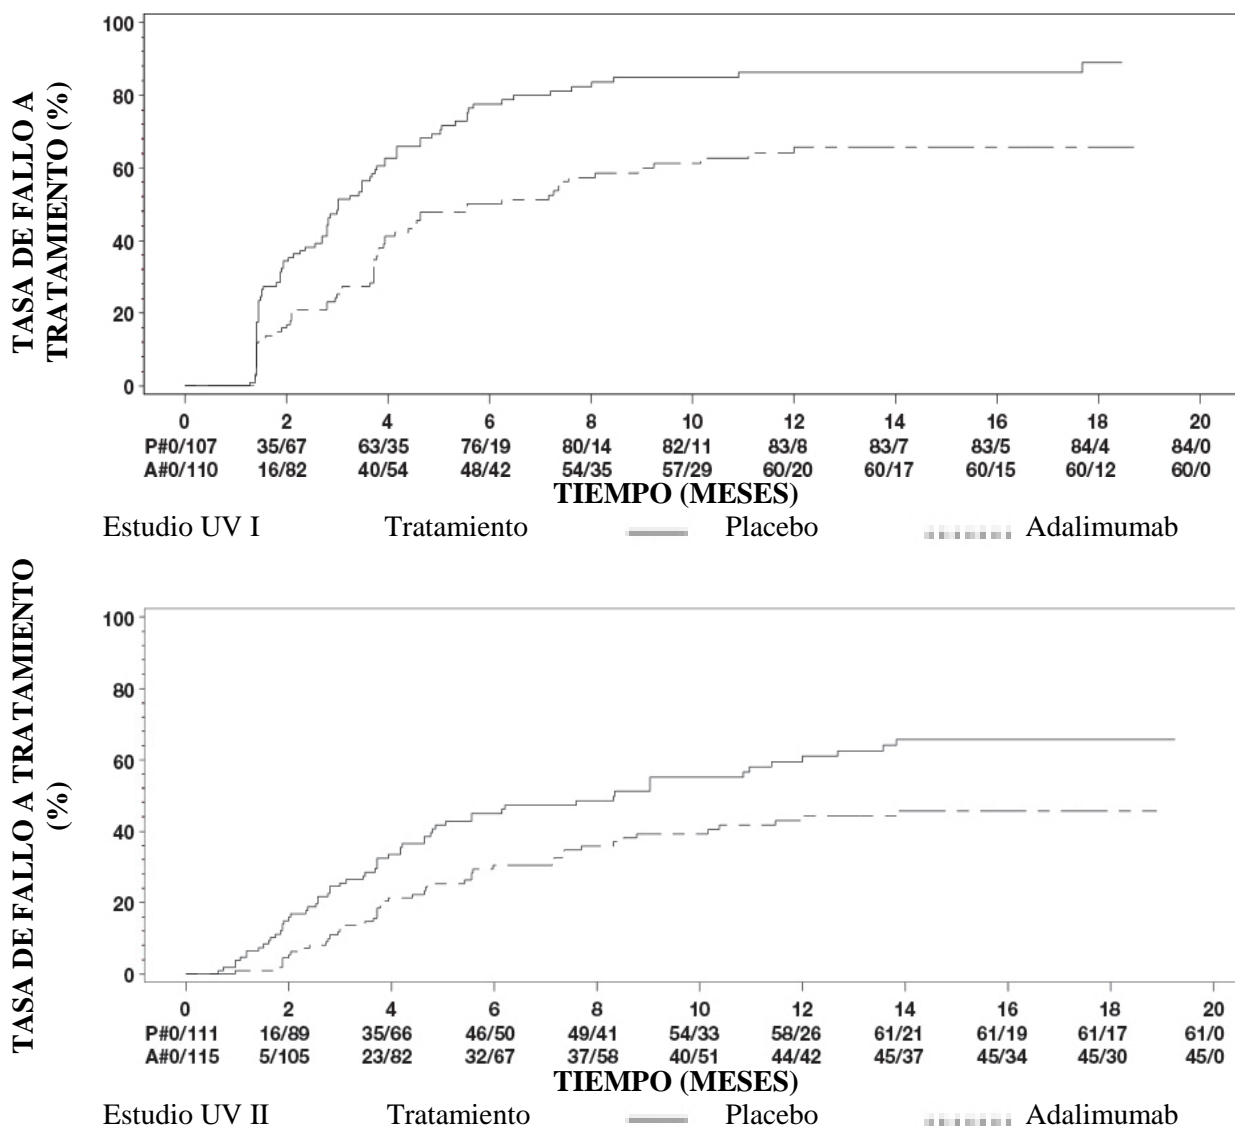 TASA DE FALLO A
TRATAMIENTO (%)
100
80
60
40
20
0
0 2 4 6 8 10 12 14 16 18 20
P#0/107 35/67 63/35 76/19 80/14 82/11 83/8 83/7 83/5 84/4 84/0
A#0/110 16/82 40/54 48/42 54/35 57/29 60/20 60/17 60/15 60/12 60/0
TIEMPO (MESES)
Estudio UV I Tratamiento Placebo Adalimumab
TASA DE FALLO A TRATAMIENTO
(%)
100
80
60
40
20
0
0 2 4 6 8 10 12 14 16 18 20
P#0/111 16/89 35/66 46/50 49/41 54/33 58/26 61/21 61/19 61/17 61/0
A#0/115 5/105 23/82 32/67 37/58 40/51 44/42 45/37 45/34 45/30 45/0
TIEMPO (MESES)
Estudio UV II Tratamiento Placebo Adalimumab